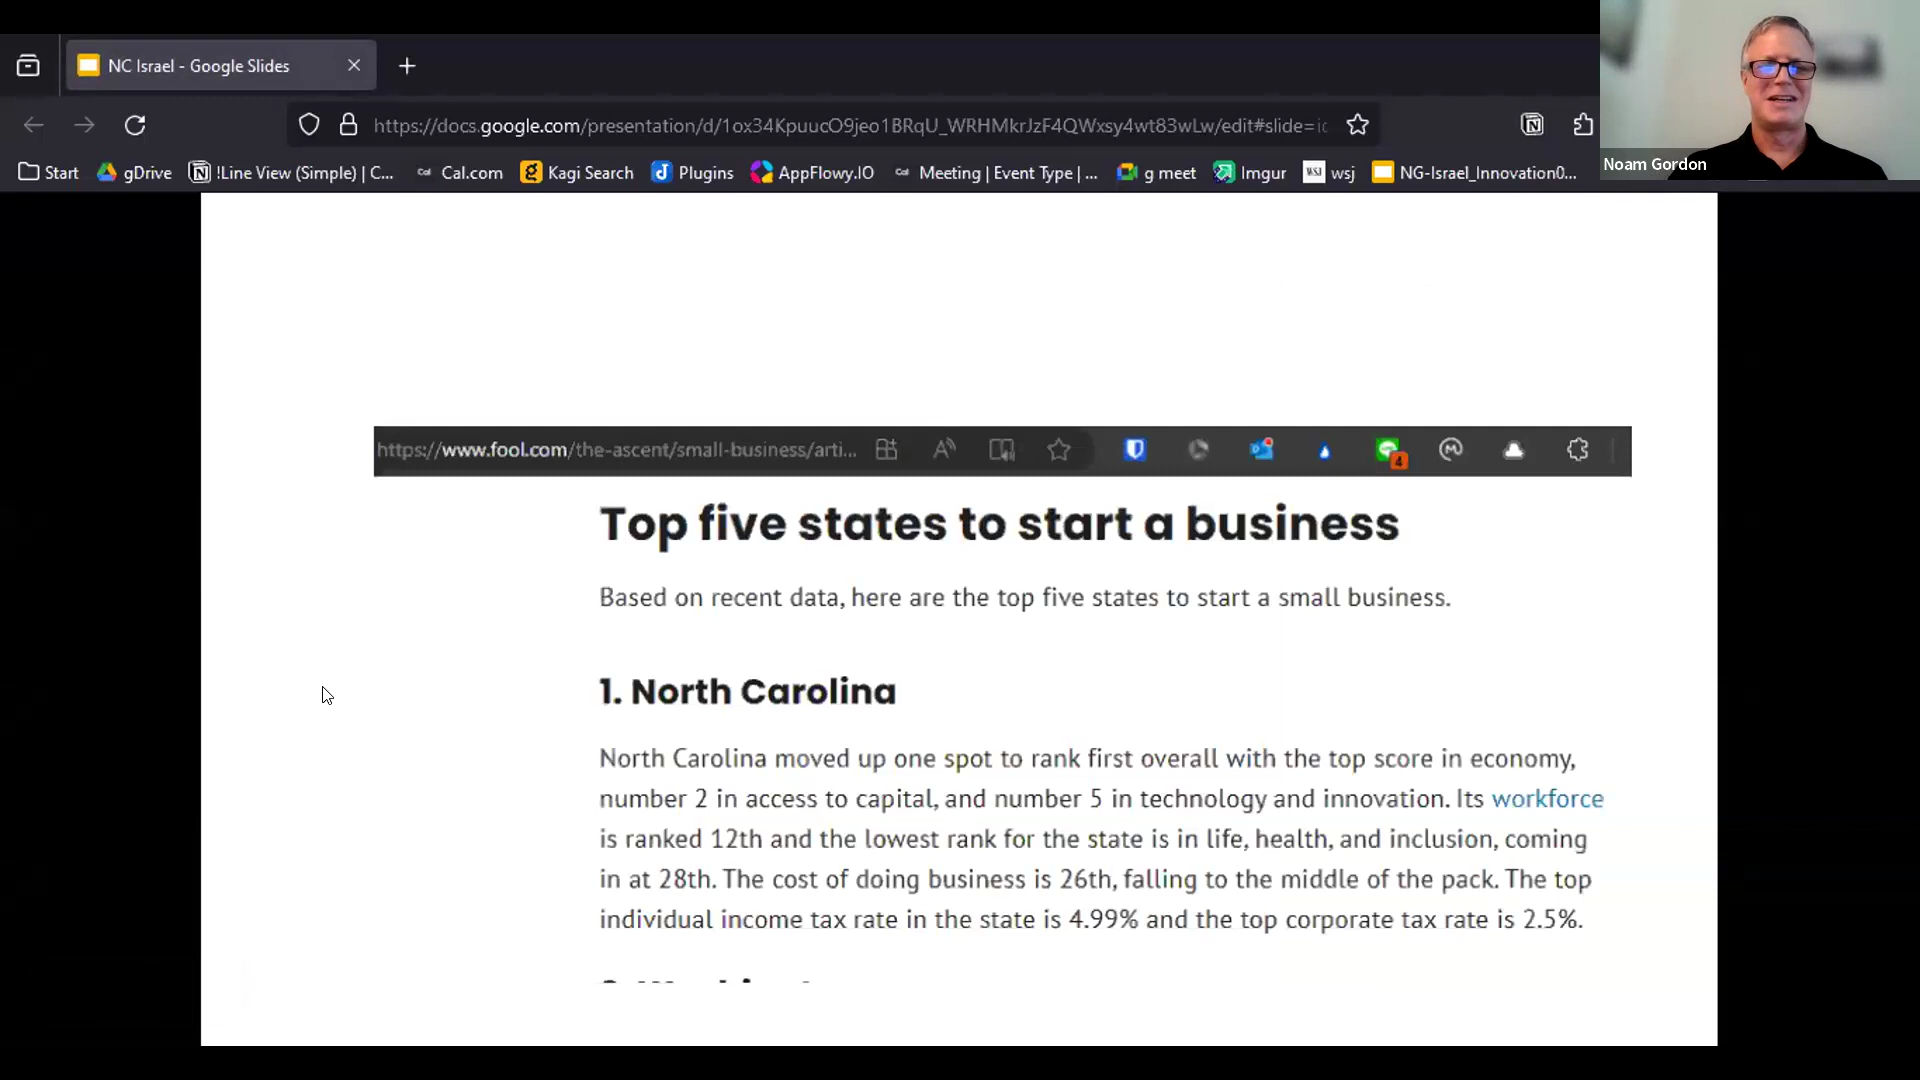 NC Israel - Google Slides
https://docs.google.com/presentation/d/1ox34KpuucO9jeo1BRqU_WRHMkrJzF4QWxsy4wt83wLw/edit#slide=ic
Start gDrive !Line View (Simple) | C... Cal.com Kagi Search Plugins AppFlowy.IO Meeting | Event Type | ... g meet Imgur WSJ wsj NG-Israel_Innovation0...
Noam Gordon
https://www.fool.com/the-ascent/small-business/arti...
4
Top five states to start a business
Based on recent data, here are the top five states to start a small business.
1. North Carolina
North Carolina moved up one spot to rank first overall with the top score in economy,
number 2 in access to capital, and number 5 in technology and innovation. Its workforce
is ranked 12th and the lowest rank for the state is in life, health, and inclusion, coming
in at 28th. The cost of doing business is 26th, falling to the middle of the pack. The top
individual income tax rate in the state is 4.99% and the top corporate tax rate is 2.5%.